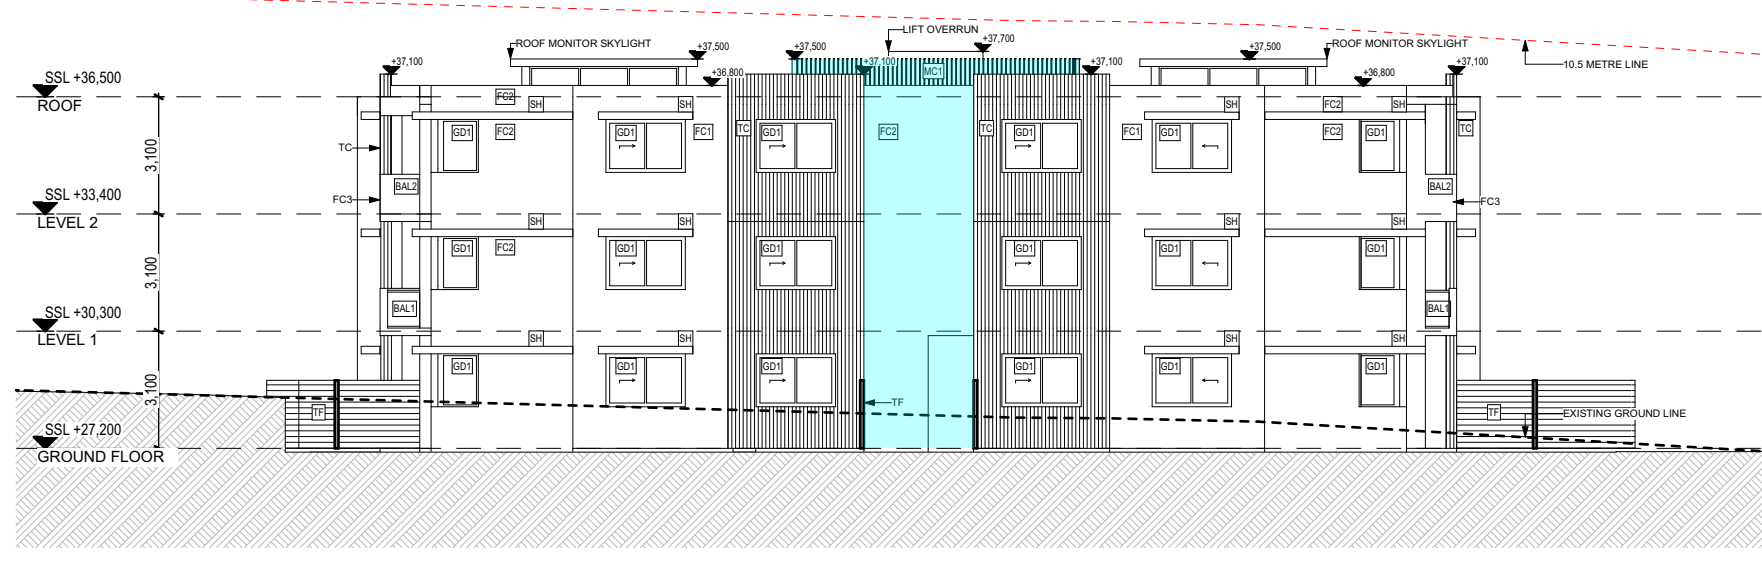 LIFT OVERRUN
ROOF MONITOR SKYLIGHT
+37,500
+37,500
+37,700
+37,500
ROOF MONITOR SKYLIGHT
+37,100
+37,100
+37,100
+37,100
10.5 METRE LINE
SSL +36,500
ROOF
+36,800
MC1
+36,800
FC2
SH
SH
SH
FC2
SH
GD1
FC2
GD1
FC1
TC
GD1
FC2
TC
GD1
FC1
GD1
FC2
GD1
TC
TC
3,100
BAL2
BAL2
SSL +33,400
FC3
FC3
LEVEL 2
SH
SH
SH
SH
GD1
FC2
GD1
GD1
GD1
GD1
GD1
3,100
BAL1
BAL1
SSL +30,300
LEVEL 1
SH
SH
SH
SH
GD1
GD1
GD1
GD1
GD1
GD1
3,100
TF
TF
TF
EXISTING GROUND LINE
SSL +27,200
GROUND FLOOR